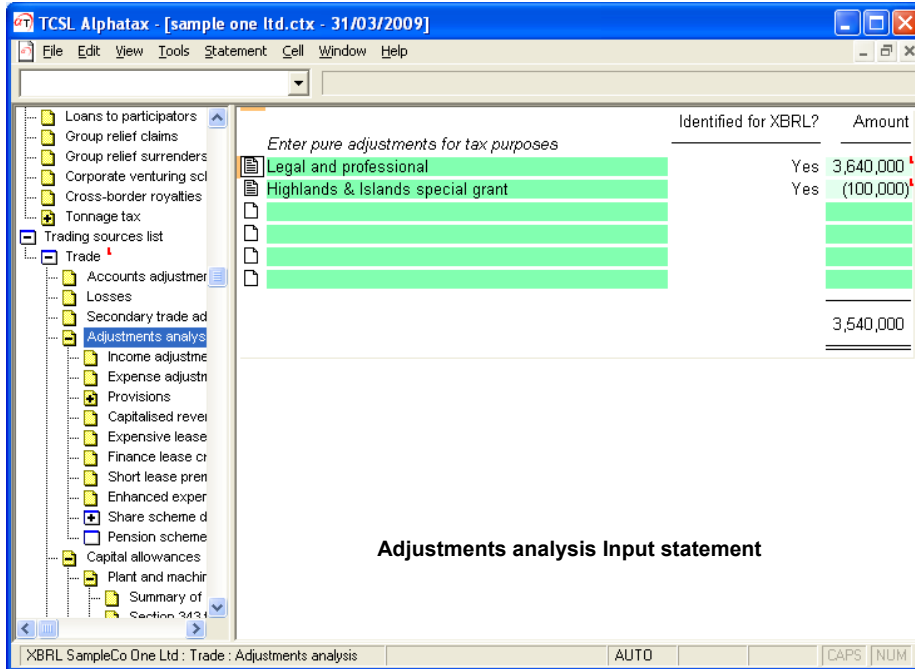 TCSL Alphatax - [sample one ltd.ctx - 31/03/2009]
File Edit View Tools Statement Cell Window Help
Loans to participators
Group relief claims
Group relief surrenders
Corporate venturing scl
Cross-border royalties
Tonnage tax
Trading sources list
Trade
Accounts adjustmer
Losses
Secondary trade ad
Adjustments analys
Income adjustme
Expense adjustn
Provisions
Capitalised rever
Expensive lease
Finance lease cr
Short lease prem
Enhanced exper
Share scheme d
Pension scheme
Capital allowances
Plant and machir
Summary of
Section 343 t
Identified for XBRL? Amount
Enter pure adjustments for tax purposes
Legal and professional Yes 3,640,000
Highlands & Islands special grant Yes (100,000)
3,540,000
Adjustments analysis Input statement
XBRL SampleCo One Ltd : Trade : Adjustments analysis AUTO CAPS NUM